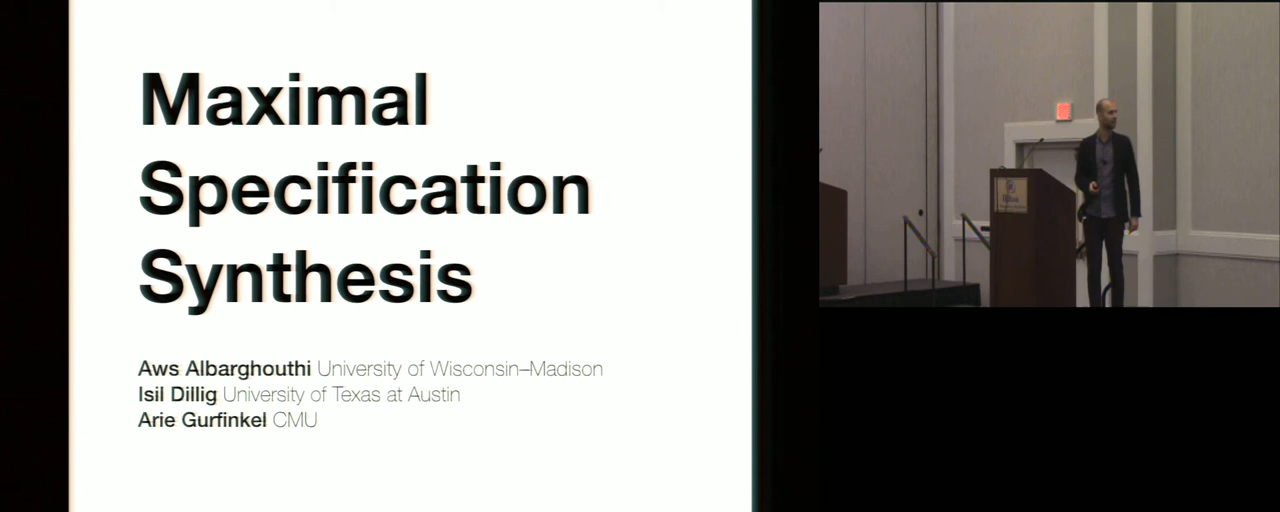 Maximal
Specification
Synthesis
Aws Albarghouthi University of Wisconsin–Madison
Isil Dillig University of Texas at Austin
Arie Gurfinkel CMU
Hilton